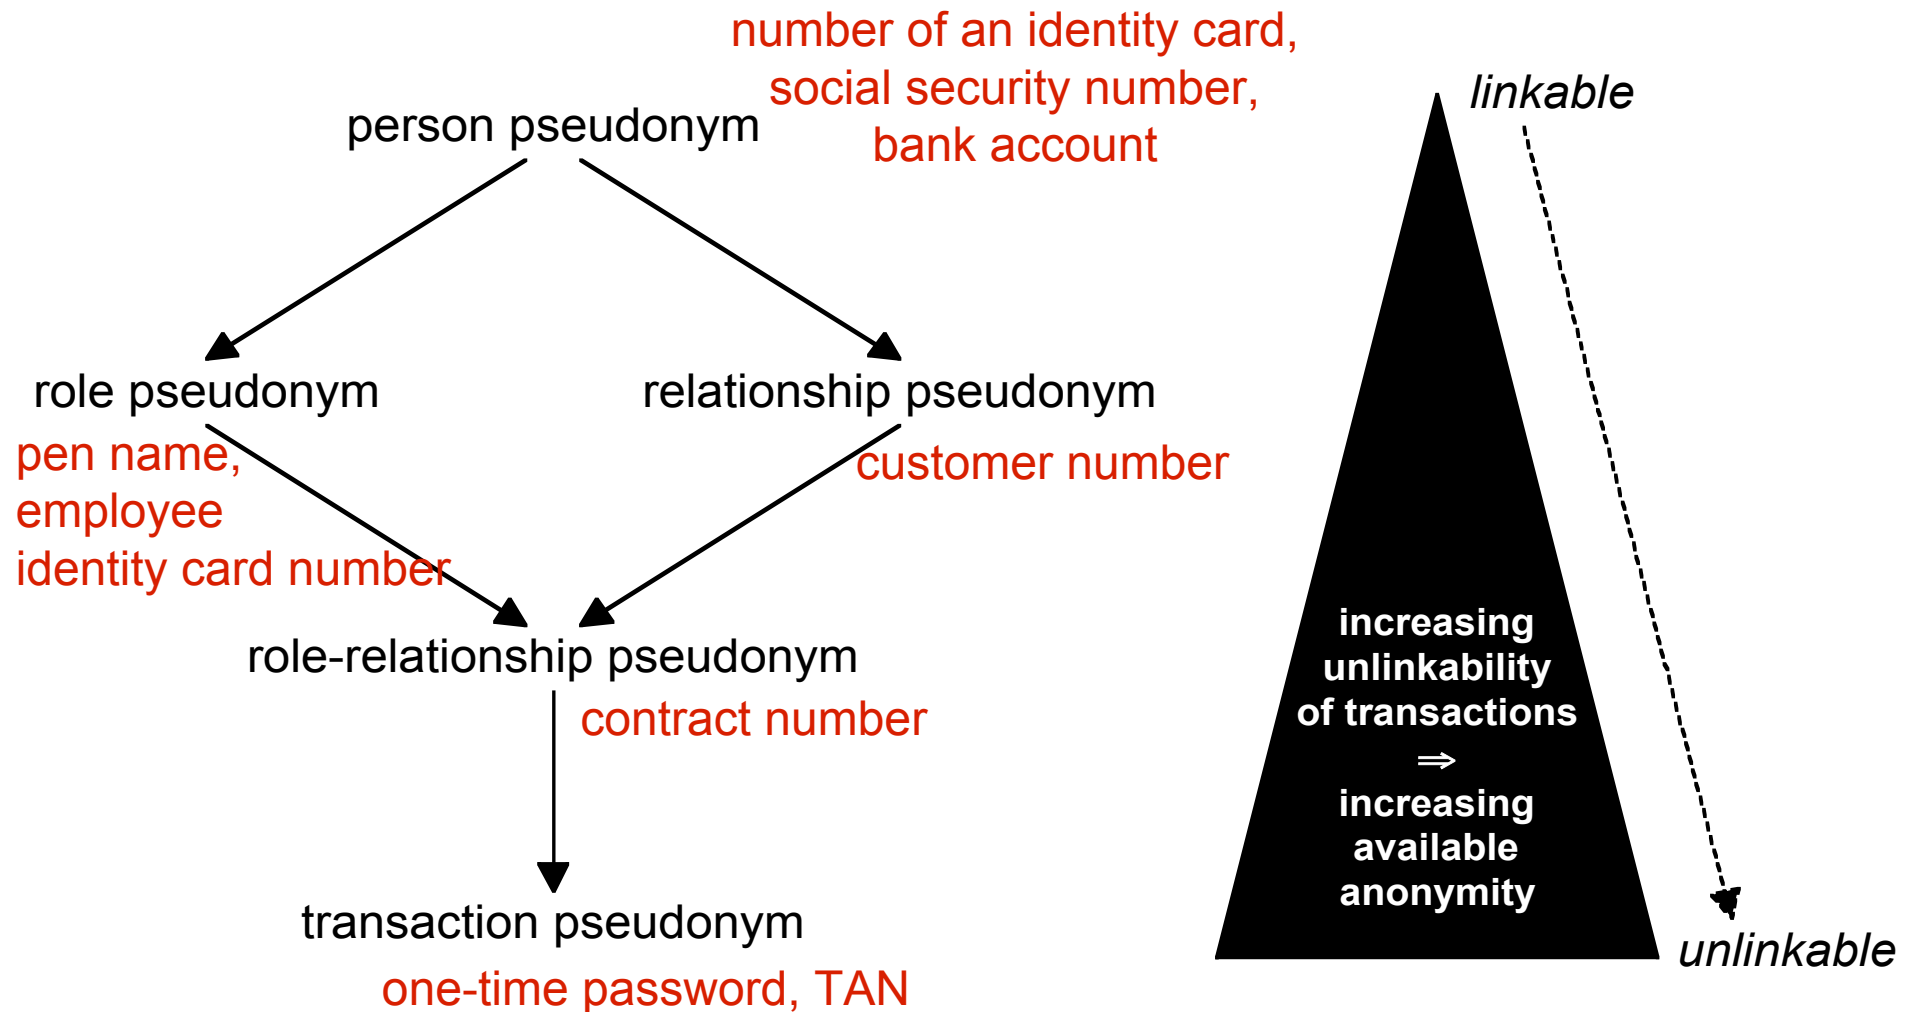 number of an identity card,
social security number,
bank account
person pseudonym
linkable
role pseudonym
relationship pseudonym
pen name,
employee
identity card number
customer number
role-relationship pseudonym
contract number
increasing
unlinkability
of transactions
⇒
increasing
available
anonymity
transaction pseudonym
one-time password, TAN
unlinkable